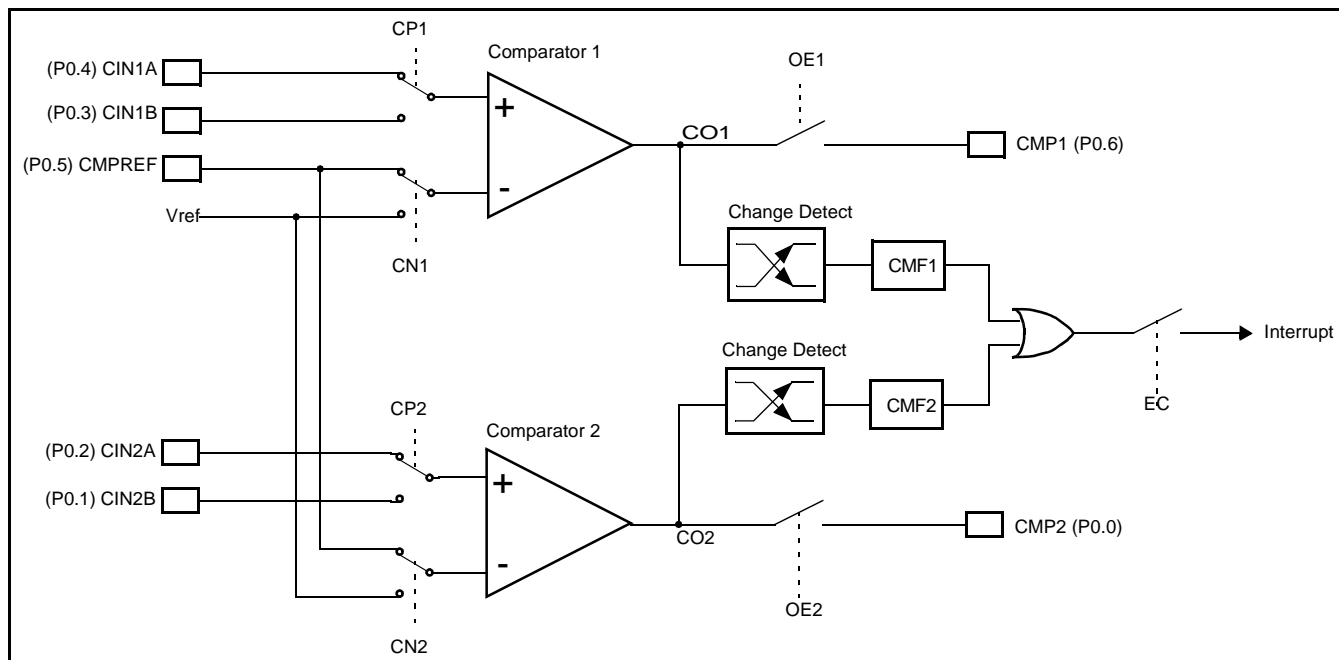 CP1
Comparator 1
(P0.4) CIN1A
OE1
+
(P0.3) CIN1B
CO1
CMP1 (P0.6)
(P0.5) CMPREF
-
Vref
Change Detect
CN1
CMF1
Interrupt
Change Detect
EC
CMF2
CP2
Comparator 2
(P0.2) CIN2A
+
(P0.1) CIN2B
CMP2 (P0.0)
CO2
-
OE2
CN2